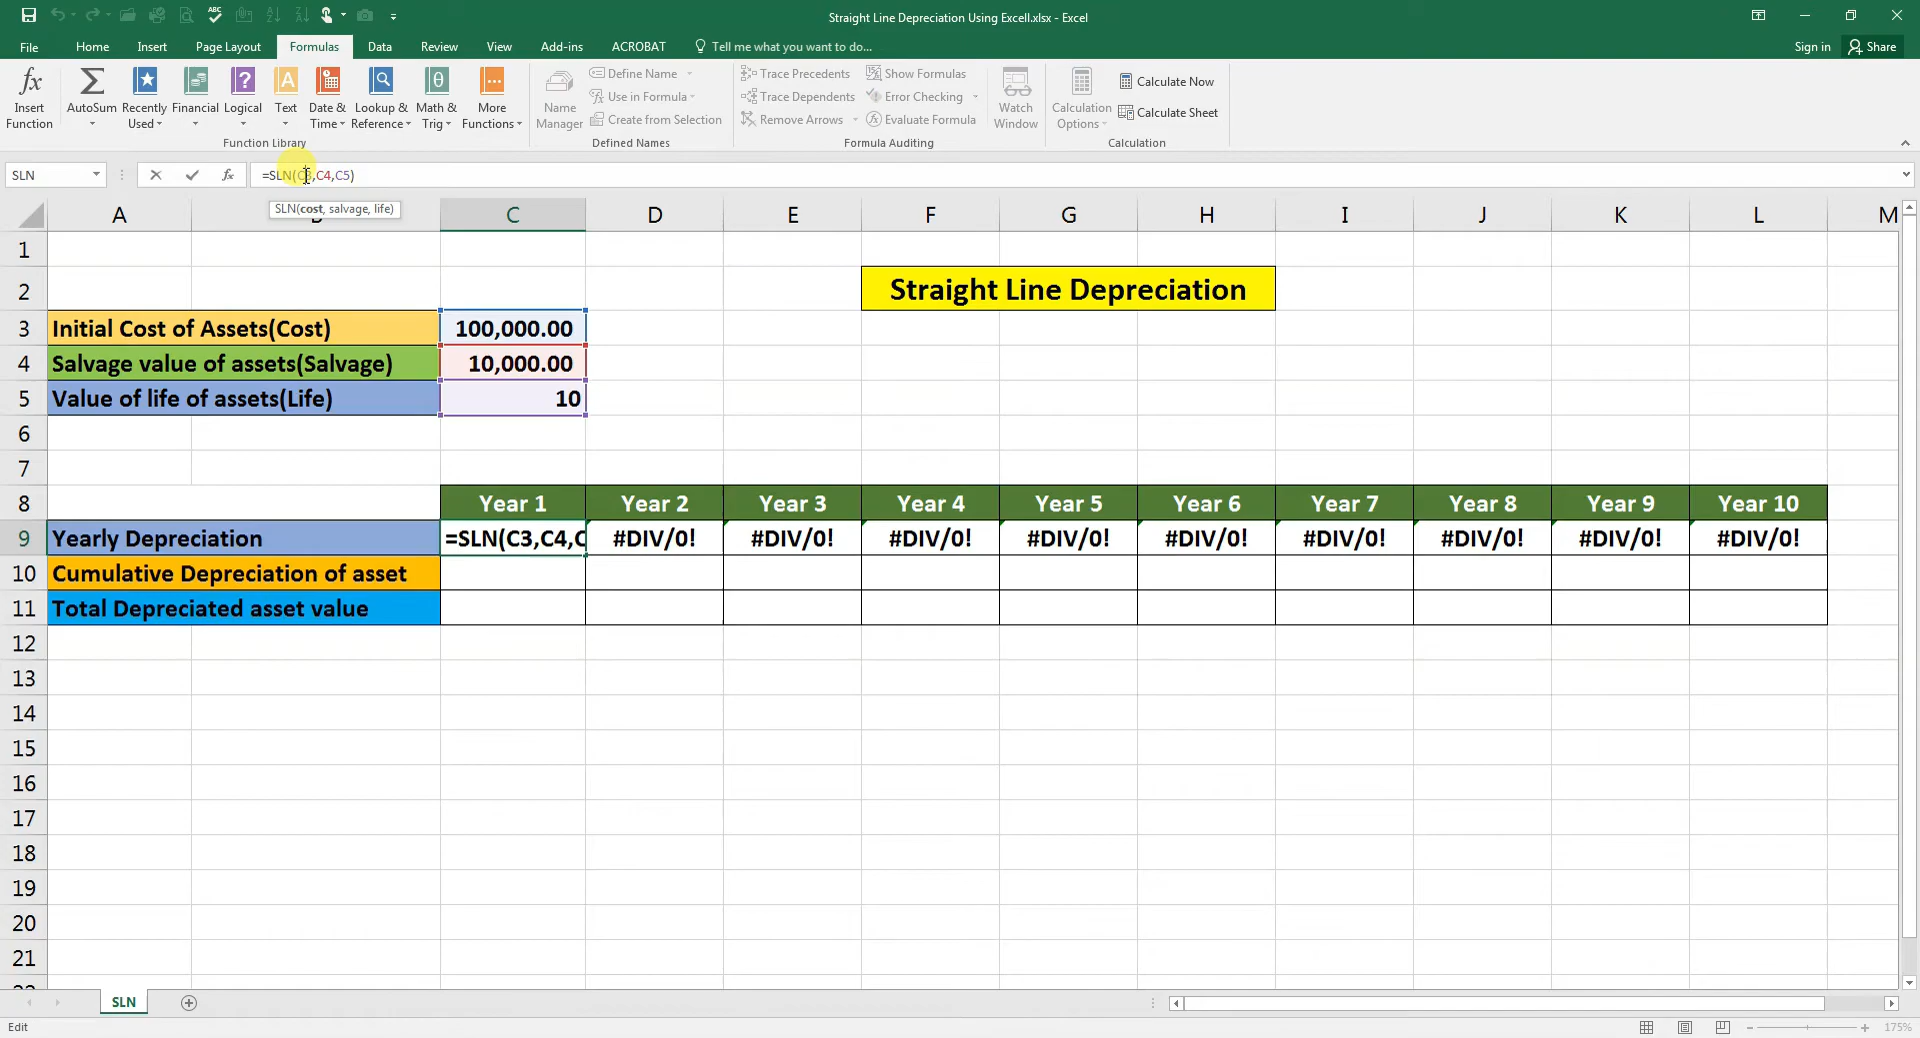 Straight Line Depreciation Using Excell.xlsx - Excel
File Home Insert Page Layout Formulas Data Review View Add-ins ACROBAT Tell me what you want to do... Sign in Share
Insert Function
AutoSum
Recently Used
Financial
Logical
Text
Date & Time
Lookup & Reference
Math & Trig
More Functions
Function Library
Name Manager
Define Name
Use in Formula
Create from Selection
Defined Names
Trace Precedents
Trace Dependents
Remove Arrows
Show Formulas
Error Checking
Evaluate Formula
Formula Auditing
Watch Window
Calculation Options
Calculate Now
Calculate Sheet
Calculation
SLN fx =SLN(C3,C4,C5)
SLN(cost, salvage, life)
A B C D E F G H I J K L M
1
2 Straight Line Depreciation
3 Initial Cost of Assets(Cost) 100,000.00
4 Salvage value of assets(Salvage) 10,000.00
5 Value of life of assets(Life) 10
6
7
8 Year 1 Year 2 Year 3 Year 4 Year 5 Year 6 Year 7 Year 8 Year 9 Year 10
9 Yearly Depreciation =SLN(C3,C4,C #DIV/0! #DIV/0! #DIV/0! #DIV/0! #DIV/0! #DIV/0! #DIV/0! #DIV/0! #DIV/0!
10 Cumulative Depreciation of asset
11 Total Depreciated asset value
12
13
14
15
16
17
18
19
20
21
SLN
Edit 175%